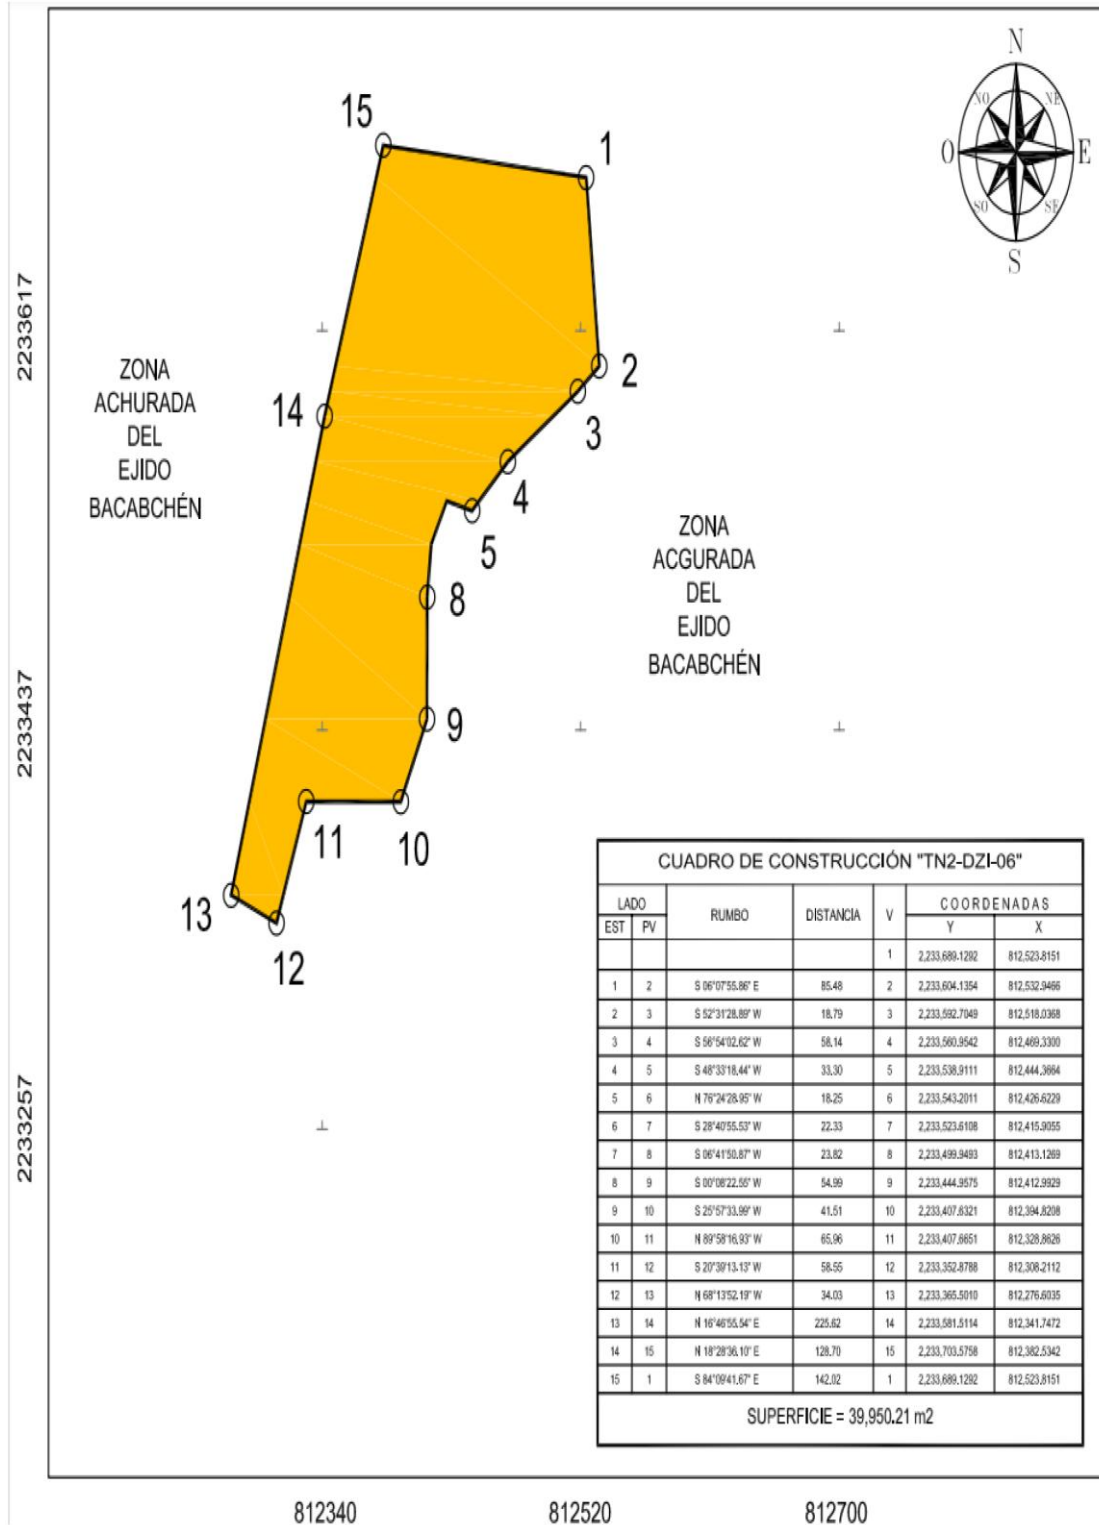 N
NO NE
O E
SO SE
S
15
1
2
14
3
4
5
8
9
11
10
13
12
2233617
2233437
2233257
ZONA
ACHURADA
DEL
EJIDO
BACABCHÉN
ZONA
ACGURADA
DEL
EJIDO
BACABCHÉN
CUADRO DE CONSTRUCCIÓN "TN2-DZI-06"
LADO RUMBO DISTANCIA V COORDENADAS
EST PV Y X
1 2,233,689.1292 812,523.8151
1 2 S 06°07'55.86" E 85.48 2 2,233,604.1354 812,532.9466
2 3 S 52°31'28.89" W 18.79 3 2,233,592.7049 812,518.0368
3 4 S 56°54'02.62" W 58.14 4 2,233,560.9542 812,469.3300
4 5 S 48°33'18.44" W 33.30 5 2,233,538.9111 812,444.3664
5 6 N 76°24'28.95" W 18.25 6 2,233,543.2011 812,426.6229
6 7 S 28°40'55.53" W 22.33 7 2,233,523.6108 812,415.9055
7 8 S 06°41'50.87" W 23.82 8 2,233,499.9493 812,413.1269
8 9 S 00°08'22.55" W 54.99 9 2,233,444.9575 812,412.9929
9 10 S 25°57'33.99" W 41.51 10 2,233,407.6321 812,394.8208
10 11 N 89°58'16.93" W 65.96 11 2,233,407.6651 812,328.8626
11 12 S 20°39'13.13" W 58.55 12 2,233,352.8788 812,308.2112
12 13 N 68°13'52.19" W 34.03 13 2,233,365.5010 812,276.6035
13 14 N 16°46'55.54" E 225.62 14 2,233,581.5114 812,341.7472
14 15 N 18°28'36.10" E 128.70 15 2,233,703.5758 812,382.5342
15 1 S 84°09'41.67" E 142.02 1 2,233,689.1292 812,523.8151
SUPERFICIE = 39,950.21 m2
812340 812520 812700